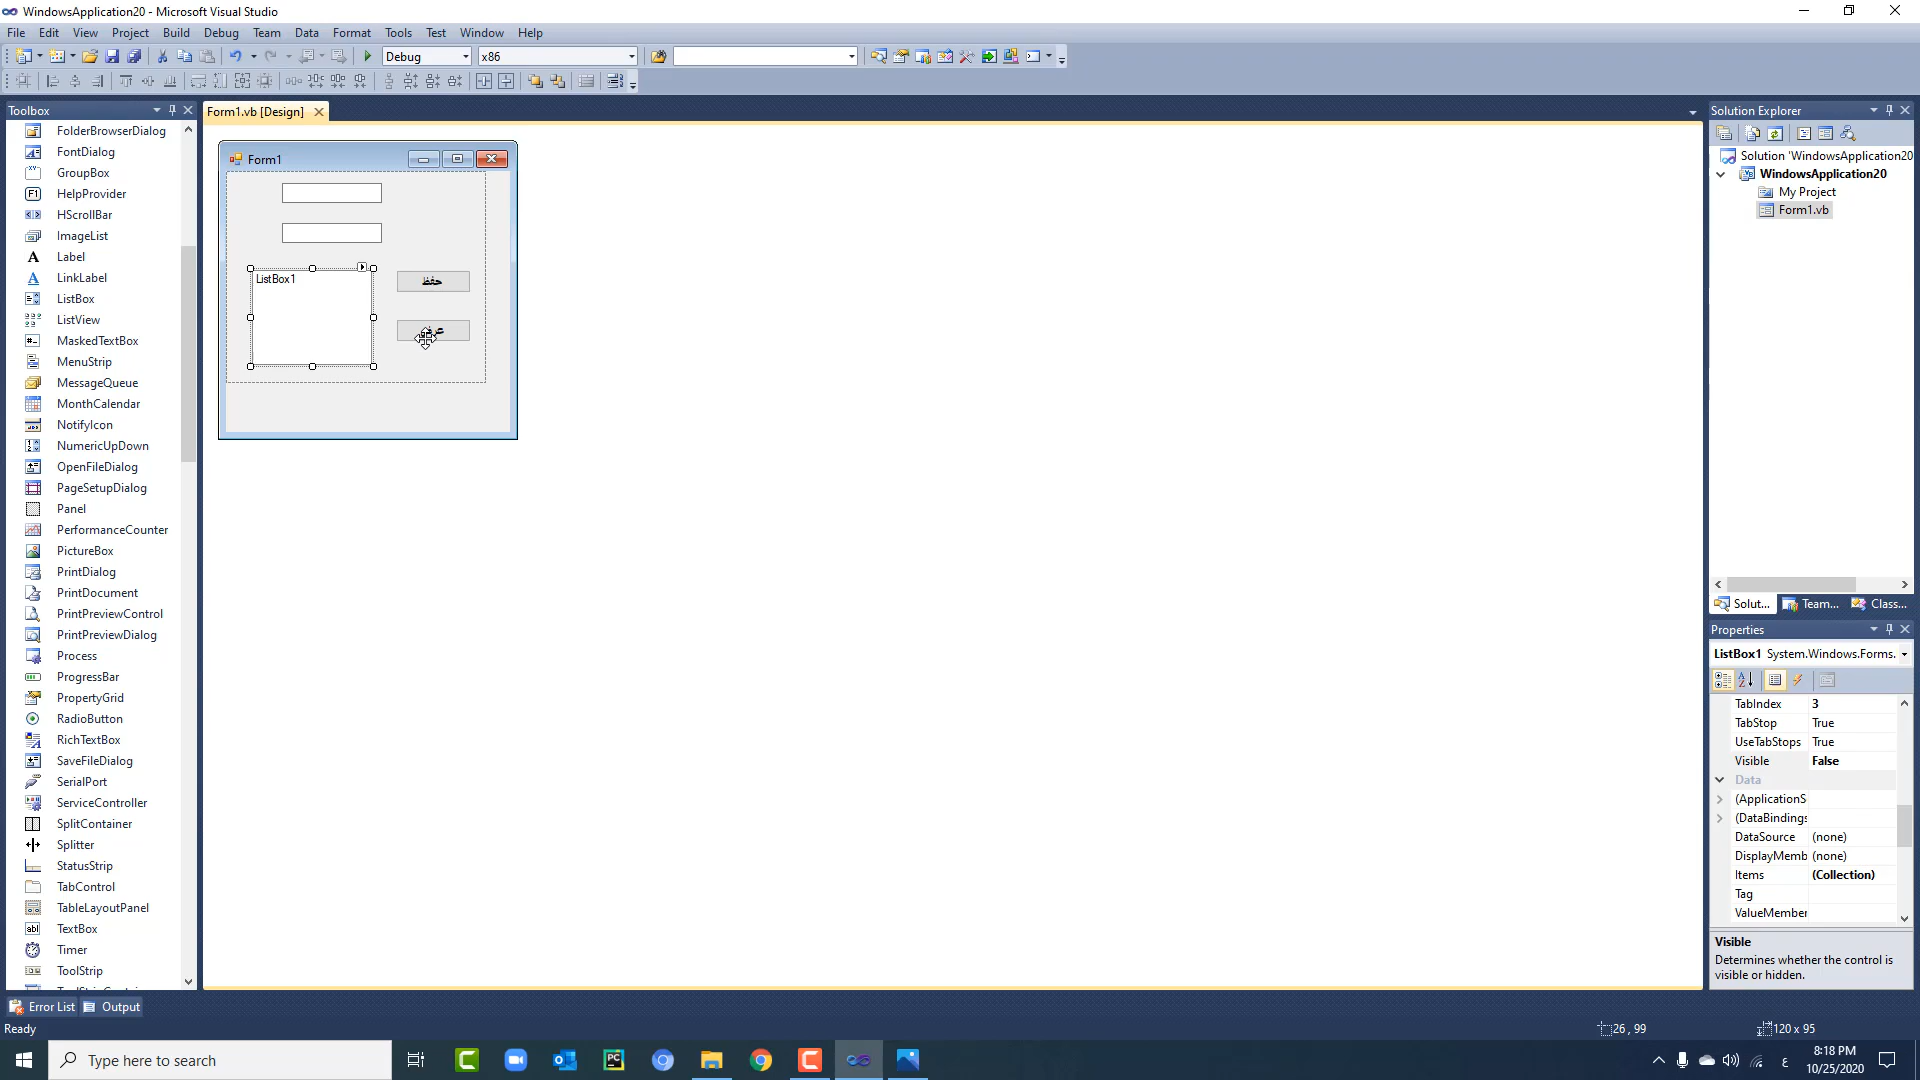 WindowsApplication20 - Microsoft Visual Studio
File Edit View Project Build Debug Team Data Format Tools Test Window Help
Debug x86
Toolbox
Form1.vb [Design]
FolderBrowserDialog
FontDialog
GroupBox
HelpProvider
HScrollBar
ImageList
Label
LinkLabel
ListBox
ListView
MaskedTextBox
MenuStrip
MessageQueue
MonthCalendar
NotifyIcon
NumericUpDown
OpenFileDialog
PageSetupDialog
Panel
PerformanceCounter
PictureBox
PrintDialog
PrintDocument
PrintPreviewControl
PrintPreviewDialog
Process
ProgressBar
PropertyGrid
RadioButton
RichTextBox
SaveFileDialog
SerialPort
ServiceController
SplitContainer
Splitter
StatusStrip
TabControl
TableLayoutPanel
TextBox
Timer
ToolStrip
Form1
ListBox1
حفظ
Solution Explorer
Solution 'WindowsApplication20
WindowsApplication20
My Project
Form1.vb
Solut... Team... Class...
Properties
ListBox1 System.Windows.Forms.
TabIndex 3
TabStop True
UseTabStops True
Visible False
Data
(ApplicationS
(DataBindings
DataSource (none)
DisplayMemb (none)
Items (Collection)
Tag
ValueMember
Visible
Determines whether the control is
visible or hidden.
Error List Output
Ready
26 , 99
120 x 95
Type here to search
ع
8:18 PM
10/25/2020